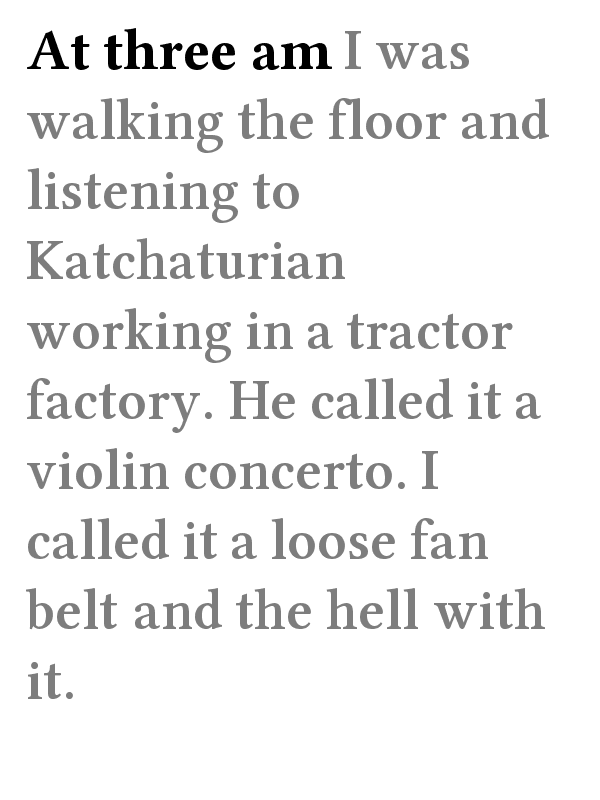 At three am I was
walking the floor and
listening to
Katchaturian
working in a tractor
factory. He called it a
violin concerto. I
called it a loose fan
belt and the hell with
it.